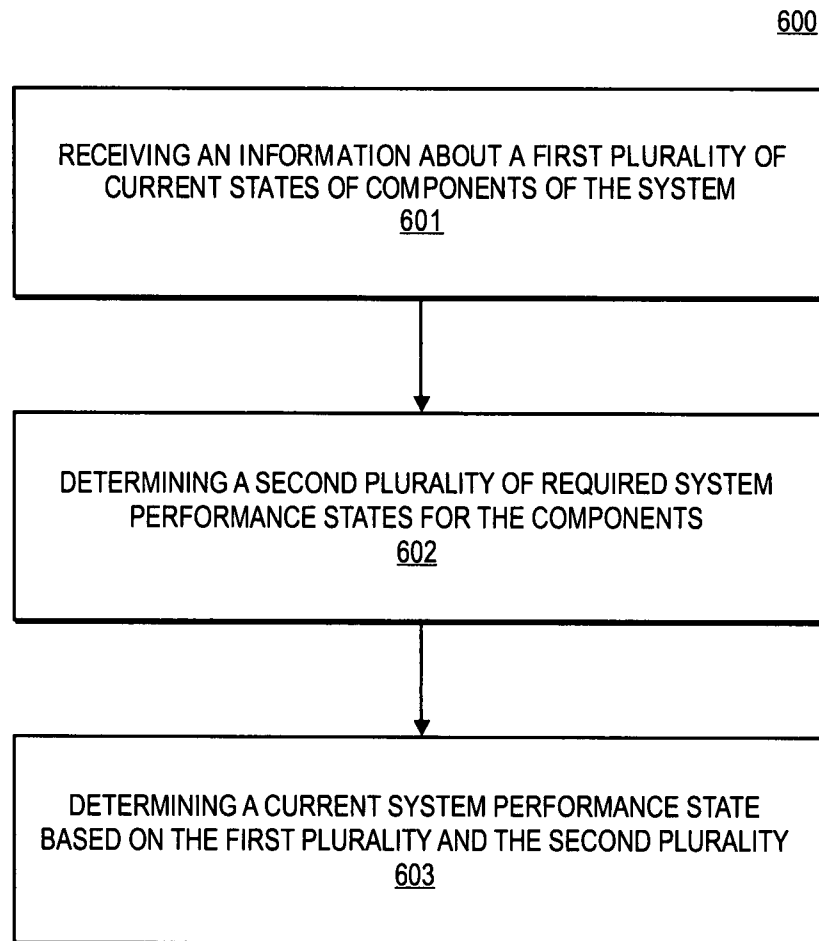 600
RECEIVING AN INFORMATION ABOUT A FIRST PLURALITY OF
CURRENT STATES OF COMPONENTS OF THE SYSTEM
601
DETERMINING A SECOND PLURALITY OF REQUIRED SYSTEM
PERFORMANCE STATES FOR THE COMPONENTS
602
DETERMINING A CURRENT SYSTEM PERFORMANCE STATE
BASED ON THE FIRST PLURALITY AND THE SECOND PLURALITY
603